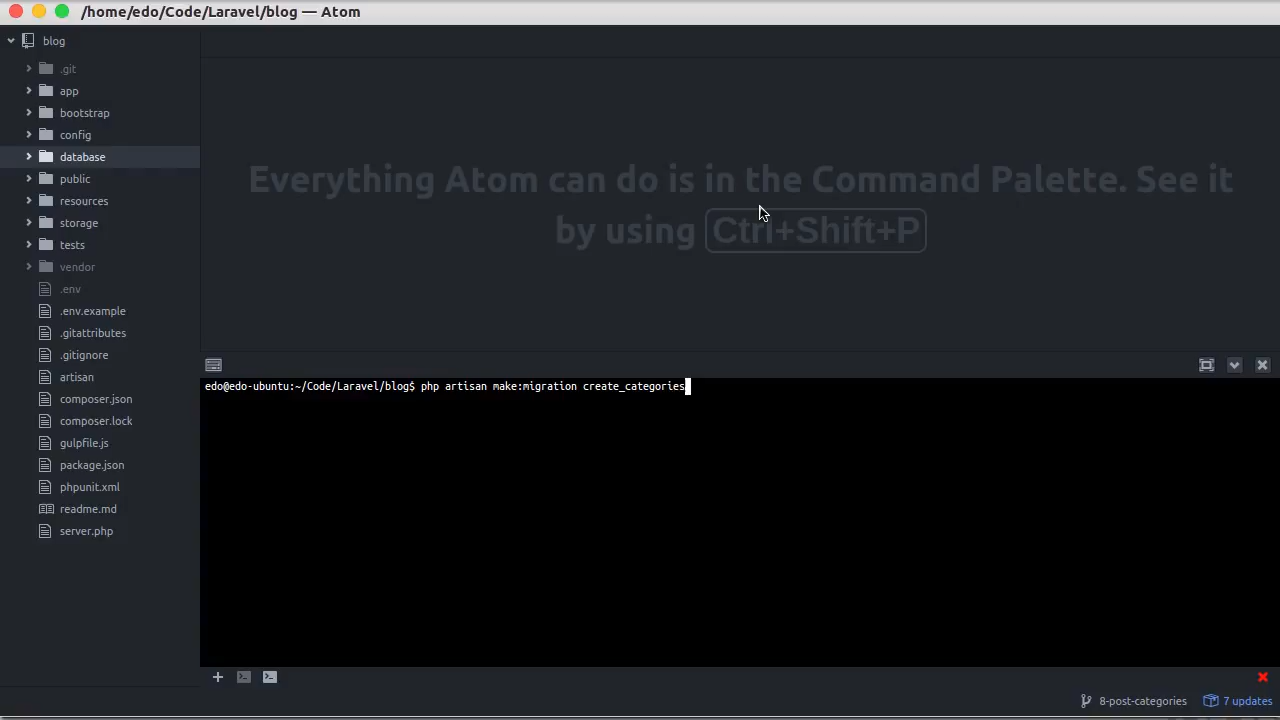 /home/edo/Code/Laravel/blog — Atom
blog
.git
app
bootstrap
config
database
public
resources
storage
tests
vendor
.env
.env.example
.gitattributes
.gitignore
artisan
composer.json
composer.lock
gulpfile.js
package.json
phpunit.xml
readme.md
server.php
Everything Atom can do is in the Command Palette. See it
by using Ctrl+Shift+P
edo@edo-ubuntu:~/Code/Laravel/blog$ php artisan make:migration create_categories
8-post-categories
7 updates